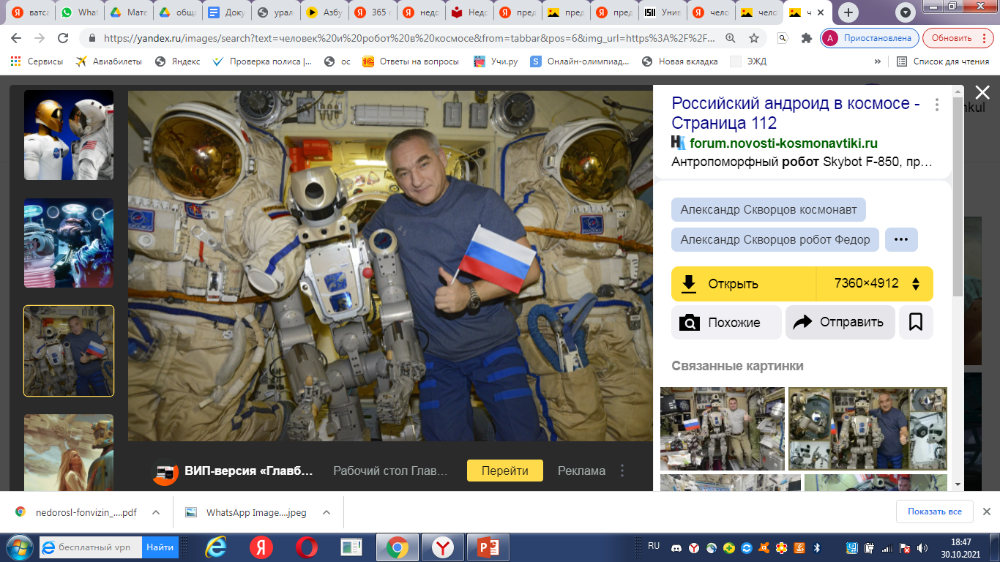 ватса
What
Мате
обща
Доку
урал
Азбу
365 с
недо
Недо
пред
пред
пред
Унив
чело
чело
ч
https://yandex.ru/images/search?text=человек%20и%20робот%20в%20космосе&from=tabbar&pos=6&img_url=https%3A%2F%2F...
А
Приостановлена
Обновить
Сервисы
Авиабилеты
Яндекс
Проверка полиса |...
ос
Ответы на вопросы
Учи.ру
Онлайн-олимпиад...
Новая вкладка
ЭЖД
»
Список для чтения
Российский андроид в космосе -
Страница 112
nkul
forum.novosti-kosmonavtiki.ru
Антропоморфный робот Skybot F-850, пр...
Александр Скворцов космонавт
Александр Скворцов робот Федор
Открыть
7360×4912
Похожие
Отправить
Связанные картинки
ВИП-версия «Главб...
Рабочий стол Глав...
Перейти
Реклама
nedorosl-fonvizin_....pdf
WhatsApp Image....jpeg
Показать все
бесплатный vpn
Найти
RU
18:47
30.10.2021